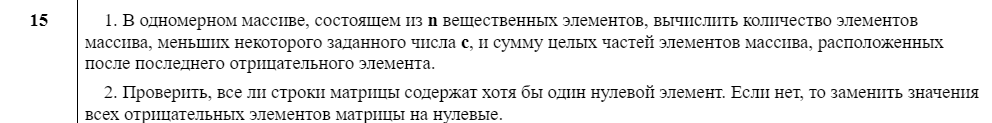 15
1. В одномерном массиве, состоящем из n вещественных элементов, вычислить количество элементов
массива, меньших некоторого заданного числа c, и сумму целых частей элементов массива, расположенных
после последнего отрицательного элемента.
2. Проверить, все ли строки матрицы содержат хотя бы один нулевой элемент. Если нет, то заменить значения
всех отрицательных элементов матрицы на нулевые.